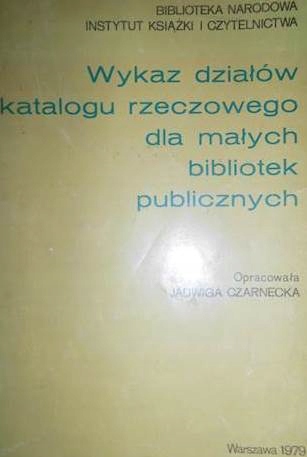 BIBLIOTEKA NARODOWA
INSTYTUT KSIĄŻKI I CZYTELNICTWA
Wykaz działów
katalogu rzeczowego
dla małych
bibliotek
publicznych
Opracowała
JADWIGA CZARNECKA
Warszawa 1979